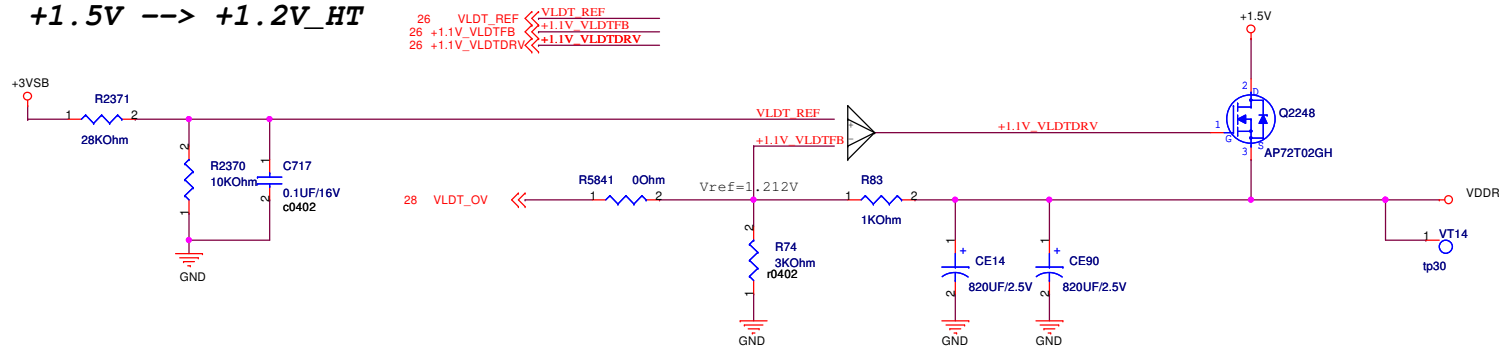 +1.5V --> +1.2V_HT
26 VLDT_REF VLDT_REF
26 +1.1V_VLDTFB +1.1V_VLDTFB
26 +1.1V_VLDTDRV +1.1V_VLDTDRV
+1.5V
+3VSB
1 R2371 2
28KOhm
VLDT_REF
+
+1.1V_VLDTFB
-
+1.1V_VLDTDRV
2 D
1 G
S 3
Q2248
AP72T02GH
2 R2370
10KOhm
1
1 C717
0.1UF/16V
2 c0402
GND
28 VLDT_OV
R5841 0Ohm
1 2
Vref=1.212V
R83
1 2
1KOhm
VDDR
1 VT14
tp30
2 R74
3KOhm
r0402
1
GND
1 + CE14
820UF/2.5V
2
GND
1 + CE90
820UF/2.5V
2
GND